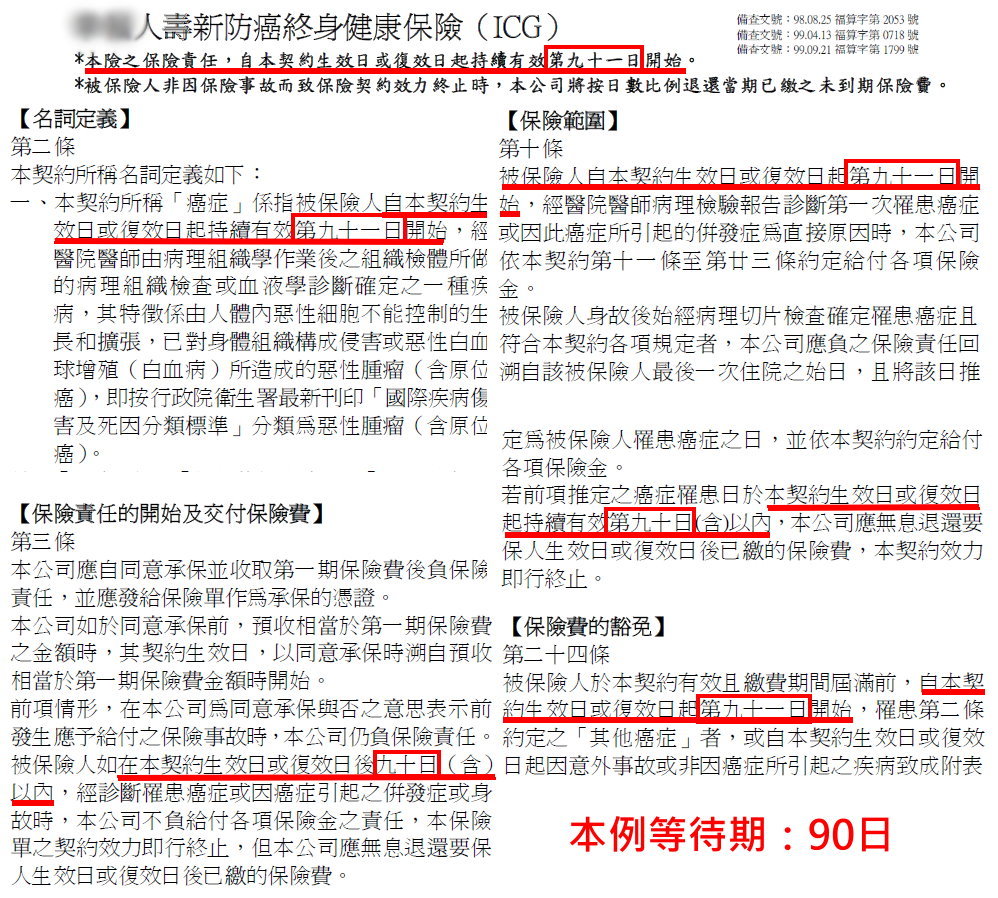 人壽新防癌終身健康保險（ICG）
備查文號：98.08.25 福算字第 2053 號
備查文號：99.04.13 福算字第 0718 號
備查文號：99.09.21 福算字第 1799 號
*本險之保險責任，自本契約生效日或復效日起持續有效第九十一日開始。
*被保險人非因保險事故而致保險契約效力終止時，本公司將按日數比例退還當期已繳之未到期保險費。
【名詞定義】
第二條
本契約所稱名詞定義如下：
一、本契約所稱「癌症」係指被保險人自本契約生
效日或復效日起持續有效第九十一日開始，經
醫院醫師由病理組織學作業後之組織檢體所做
的病理組織檢查或血液學診斷確定之一種疾
病，其特徵係由人體內惡性細胞不能控制的生
長和擴張，已對身體組織構成侵害或惡性白血
球增殖（白血病）所造成的惡性腫瘤（含原位
癌），即按行政院衛生署最新刊印「國際疾病傷
害及死因分類標準」分類為惡性腫瘤（含原位
癌）。
【保險責任的開始及交付保險費】
第三條
本公司應自同意承保並收取第一期保險費後負保險
責任，並應發給保險單作為承保的憑證。
本公司如於同意承保前，預收相當於第一期保險費
之金額時，其契約生效日，以同意承保時溯自預收
相當於第一期保險費金額時開始。
前項情形，在本公司為同意承保與否之意思表示前
發生應予給付之保險事故時，本公司仍負保險責任。
被保險人如在本契約生效日或復效日後九十日（含）
以內，經診斷罹患癌症或因癌症引起之併發症或身
故時，本公司不負給付各項保險金之責任，本保險
單之契約效力即行終止，但本公司應無息退還要保
人生效日或復效日後已繳的保險費。
【保險範圍】
第十條
被保險人自本契約生效日或復效日起第九十一日開
始，經醫院醫師病理檢驗報告診斷第一次罹患癌症
或因此癌症所引起的併發症為直接原因時，本公司
依本契約第十一條至第廿三條約定給付各項保險
金。
被保險人身故後始經病理切片檢查確定罹患癌症且
符合本契約各項規定者，本公司應負之保險責任回
溯自該被保險人最後一次住院之始日，且將該日推
定為被保險人罹患癌症之日，並依本契約約定給付
各項保險金。
若前項推定之癌症罹患日於本契約生效日或復效日
起持續有效第九十日(含)以內，本公司應無息退還要
保人生效日或復效日後已繳的保險費，本契約效力
即行終止。
【保險費的豁免】
第二十四條
被保險人於本契約有效且繳費期間屆滿前，自本契
約生效日或復效日起第九十一日開始，罹患第二條
約定之「其他癌症」者，或自本契約生效日或復效
日起因意外事故或非因癌症所引起之疾病致成附表
本例等待期：90日